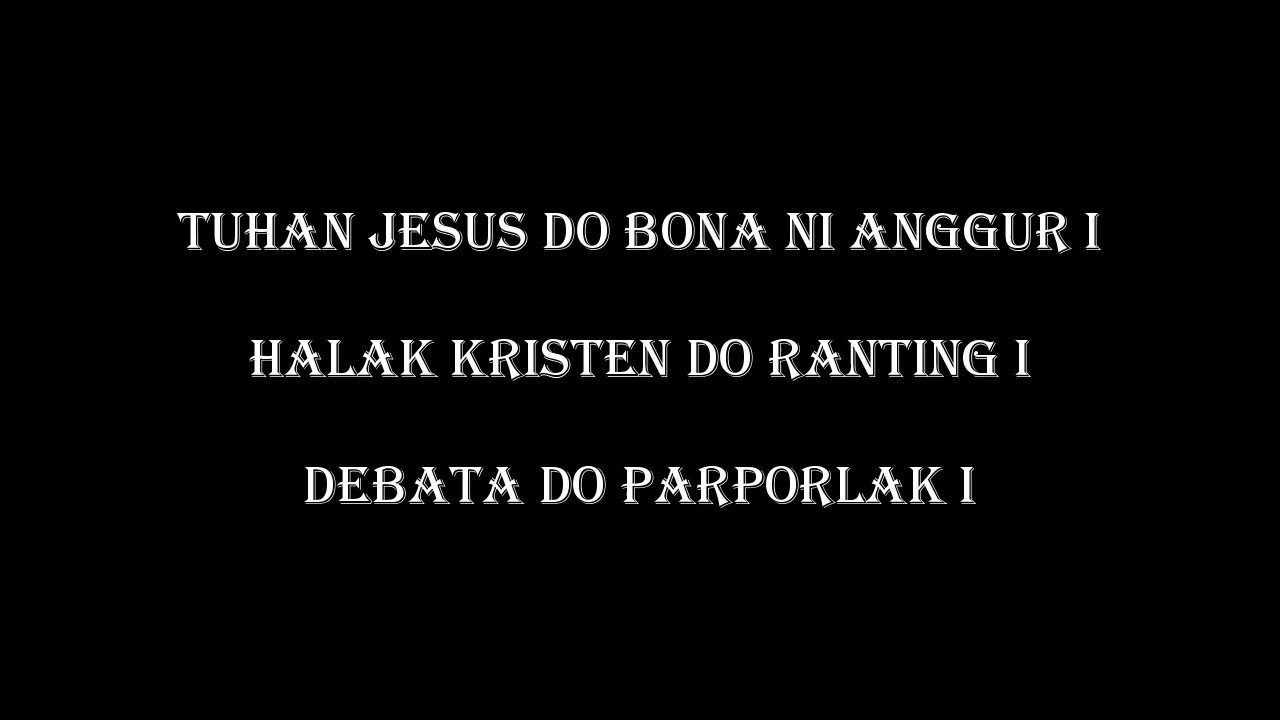 TUHAN JESUS DO BONA NI ANGGUR I
HALAK KRISTEN DO RANTING I
DEBATA DO PARPORLAK I